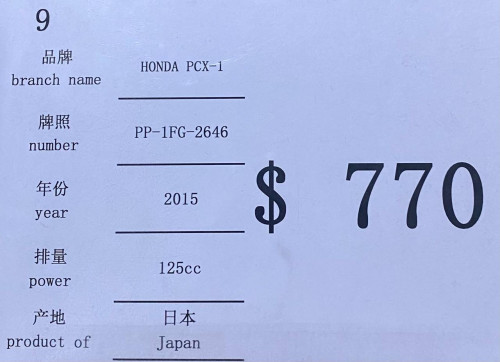 9
品牌
branch name
HONDA PCX-1
牌照
number
PP-1FG-2646
$ 770
年份
year
2015
排量
power
125cc
产地
product of
日本
Japan